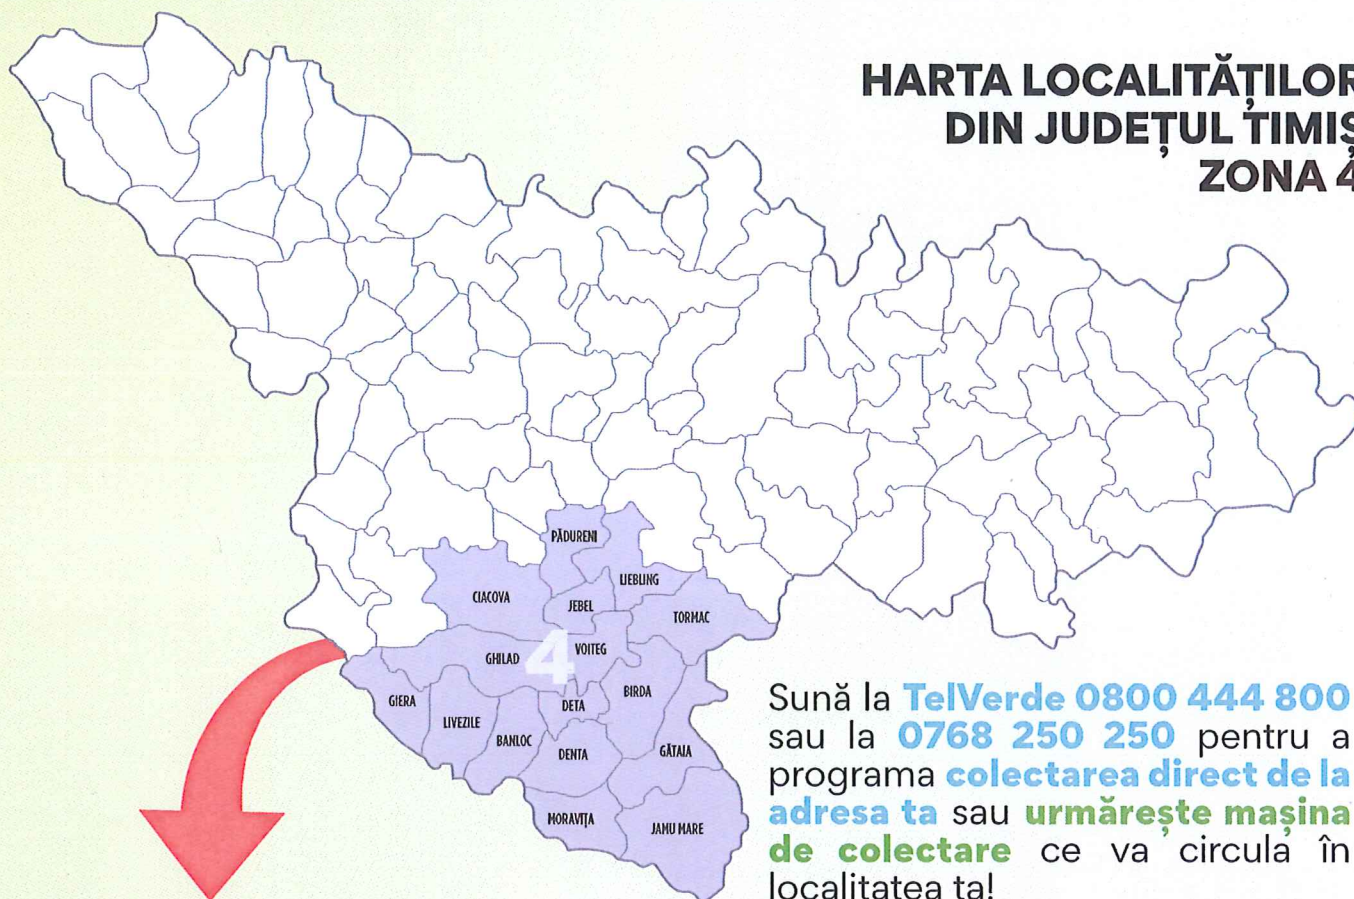 HARTA LOCALITĂȚILOR
DIN JUDEȚUL TIMIȘ
ZONA 4
PĂDURENI
LIEBLING
CIACOVA
JEBEL
TORMAC
4
VOITEG
GHILAD
BIRDA
GIERA
DETA
LIVEZILE
BANLOC
DENTA
GĂTAIA
MORAVIȚA
JAMU MARE
Sună la TelVerde 0800 444 800
sau la 0768 250 250 pentru a
programa colectarea direct de la
adresa ta sau urmărește mașina
de colectare ce va circula în
localitatea ta!